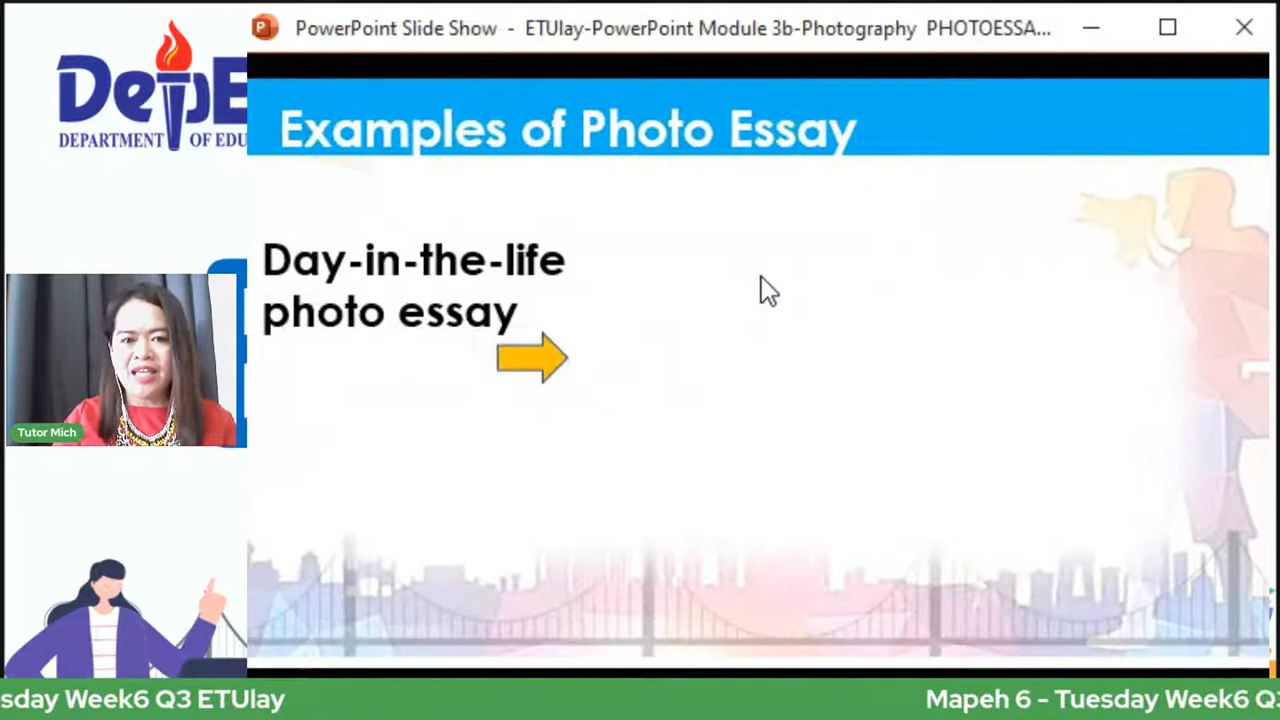 PowerPoint Slide Show - ETUlay-PowerPoint Module 3b-Photography PHOTOESSA...
DepE
DEPARTMENT OF EDU
Examples of Photo Essay
Day-in-the-life
photo essay
Tutor Mich
sday Week6 Q3 ETUlay
Mapeh 6 - Tuesday Week6 Q3